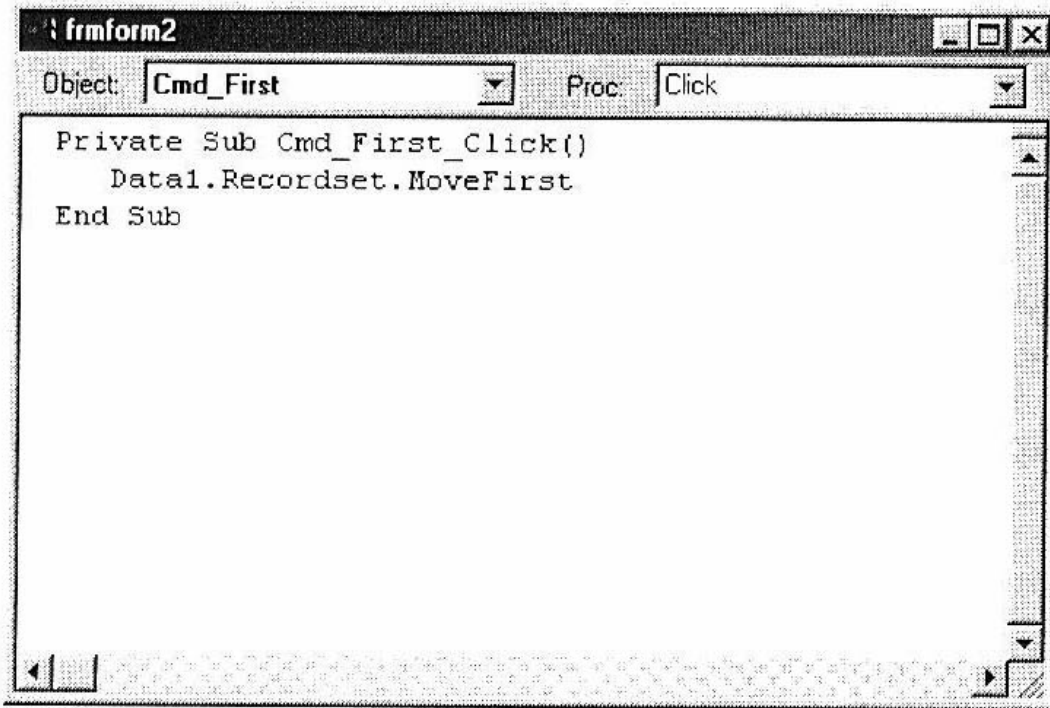 frmform2
Object: Cmd_First Proc: Click
Private Sub Cmd_First_Click()
Data1.Recordset.MoveFirst
End Sub